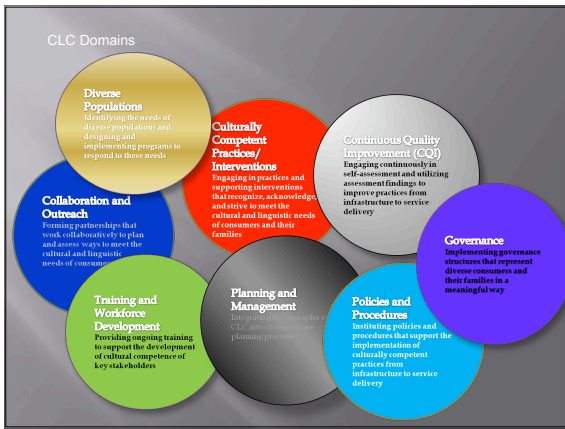 CLC Domains
Diverse
Populations
Identifying the needs of
diverse populations and
designing and
implementing programs to
respond to these needs
Culturally
Competent
Practices/
Interventions
Engaging in practices and
supporting interventions
that recognize, acknowledge,
and strive to meet the
cultural and linguistic needs
of consumers and their
families
Continuous Quality
Improvement (CQI)
Engaging continuously in
self-assessment and utilizing
assessment findings to
improve practices from
infrastructure to service
delivery
Collaboration and
Outreach
Forming partnerships that
work collaboratively to plan
and assess ways to meet the
cultural and linguistic
needs of
Governance
Implementing governance
structures that represent
diverse consumers and
their families in a
meaningful way
Training and
Workforce
Development
Providing ongoing training
to support the development
of cultural competence of
key stakeholders
Planning and
Management
Integrating the principles
CLC into
planning
Policies and
Procedures
Instituting policies and
procedures that support the
implementation of
culturally competent
practices from
infrastructure to service
delivery